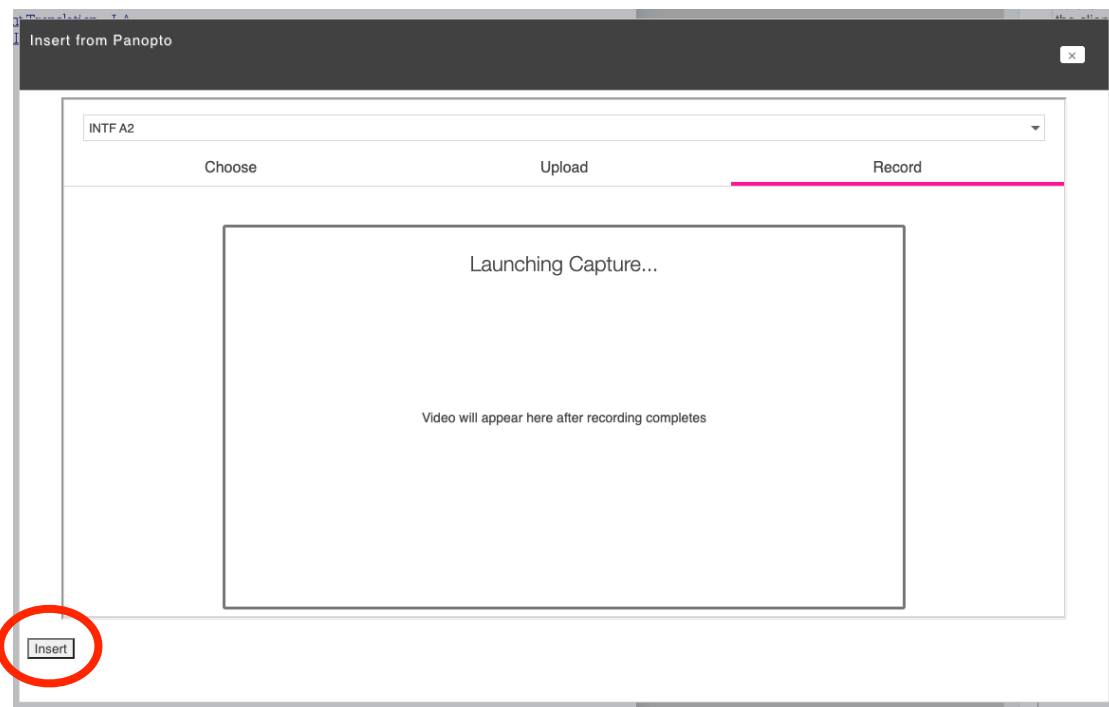 Insert from Panopto
×
INTF A2
Choose Upload Record
Launching Capture...
Video will appear here after recording completes
Insert